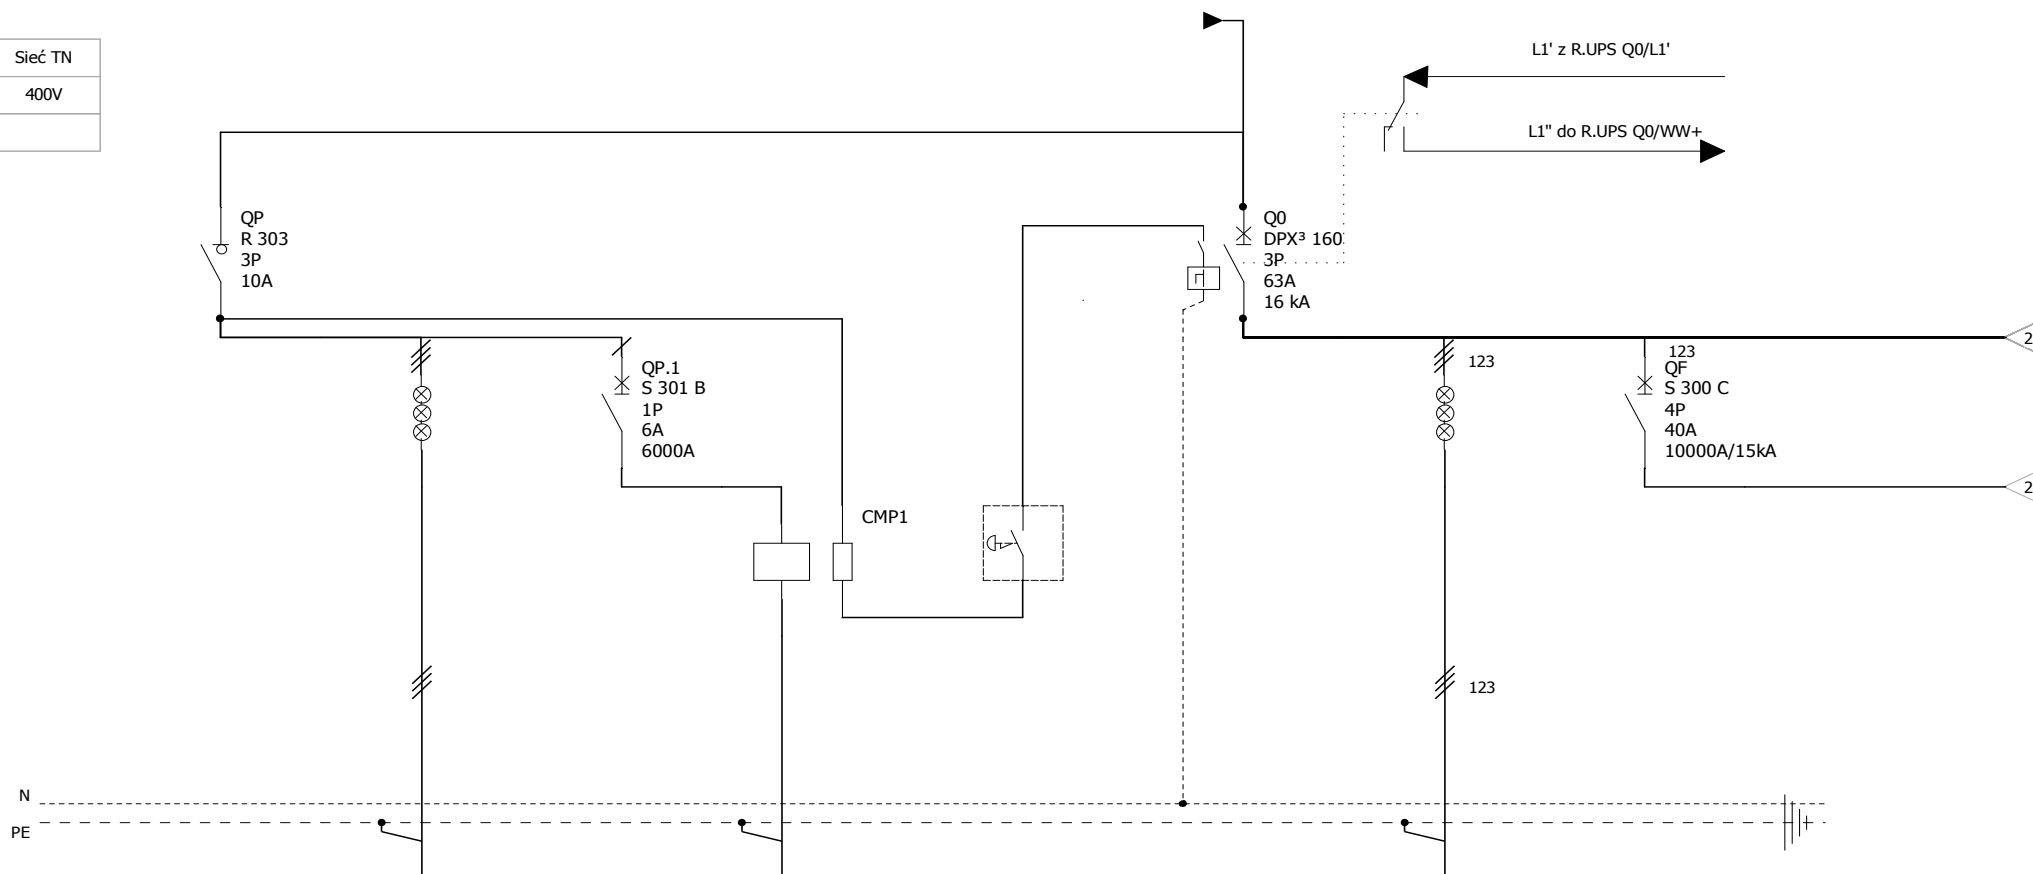 Sieć TN
400V
L1' z R.UPS Q0/L1'
L1" do R.UPS Q0/WW+
QP
R 303
3P
10A
Q0
DPX³ 160
3P
63A
16 kA
2
123
123
QP.1
S 301 B
1P
6A
6000A
QF
S 300 C
4P
40A
10000A/15kA
2
CMP1
123
N
PE